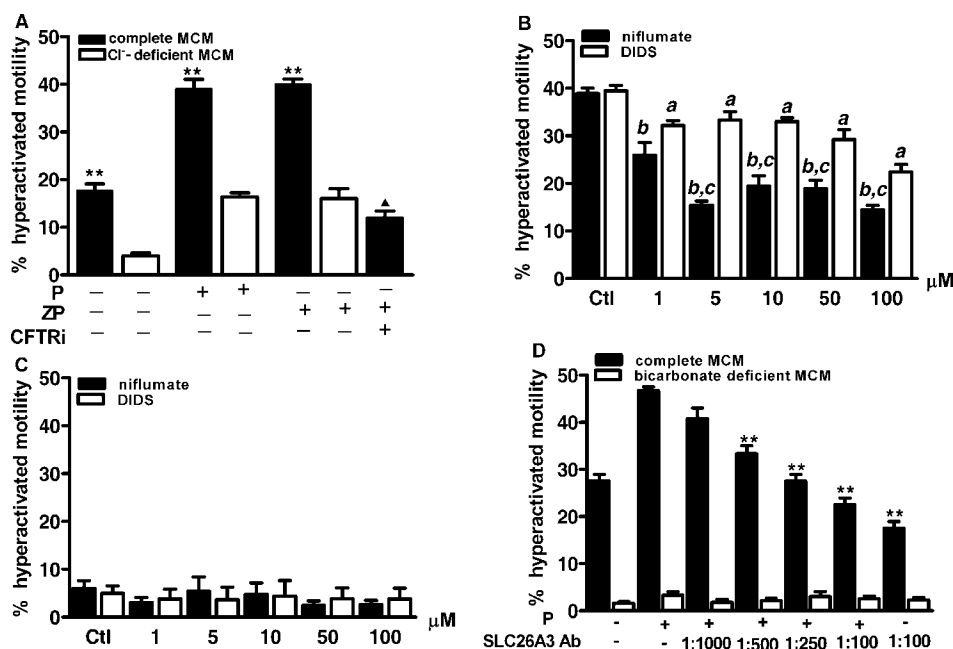 A
complete MCM
Cl⁻- deficient MCM
% hyperactivated motility
50
40
30
20
10
0
** ** ** ▲
P – – + + – – –
ZP – – – – + + +
CFTRi – – – – – – +
B
niflumate
DIDS
% hyperactivated motility
50
40
30
20
10
0
b a b,c a b,c a b,c a b,c a
Ctl 1 5 10 50 100 µM
C
niflumate
DIDS
% hyperactivated motility
50
40
30
20
10
0
Ctl 1 5 10 50 100 µM
D
complete MCM
bicarbonate deficient MCM
% hyperactivated motility
50
40
30
20
10
0
** ** ** **
P - + + + + + -
SLC26A3 Ab - - 1:1000 1:500 1:250 1:100 1:100